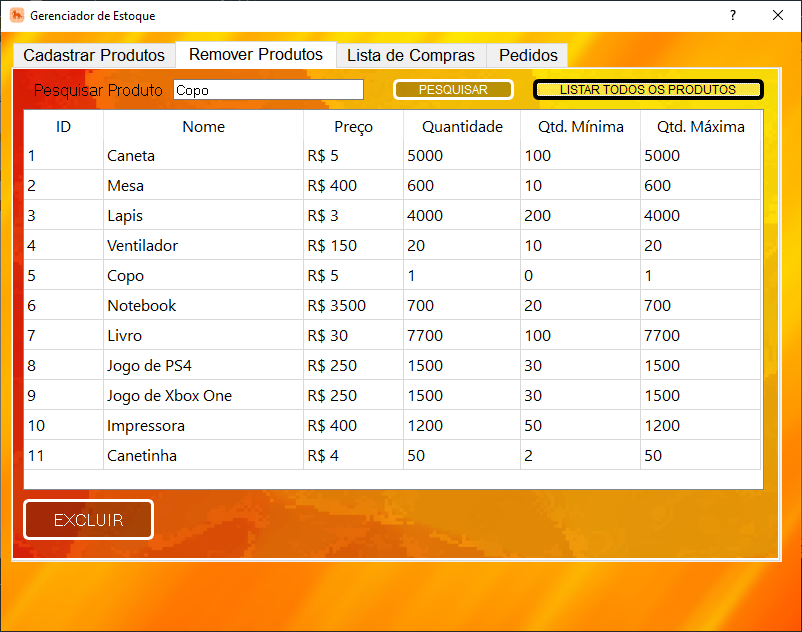 Gerenciador de Estoque
Cadastrar Produtos Remover Produtos Lista de Compras Pedidos
Pesquisar Produto Copo PESQUISAR LISTAR TODOS OS PRODUTOS
ID Nome Preço Quantidade Qtd. Mínima Qtd. Máxima
1 Caneta R$ 5 5000 100 5000
2 Mesa R$ 400 600 10 600
3 Lapis R$ 3 4000 200 4000
4 Ventilador R$ 150 20 10 20
5 Copo R$ 5 1 0 1
6 Notebook R$ 3500 700 20 700
7 Livro R$ 30 7700 100 7700
8 Jogo de PS4 R$ 250 1500 30 1500
9 Jogo de Xbox One R$ 250 1500 30 1500
10 Impressora R$ 400 1200 50 1200
11 Canetinha R$ 4 50 2 50
EXCLUIR